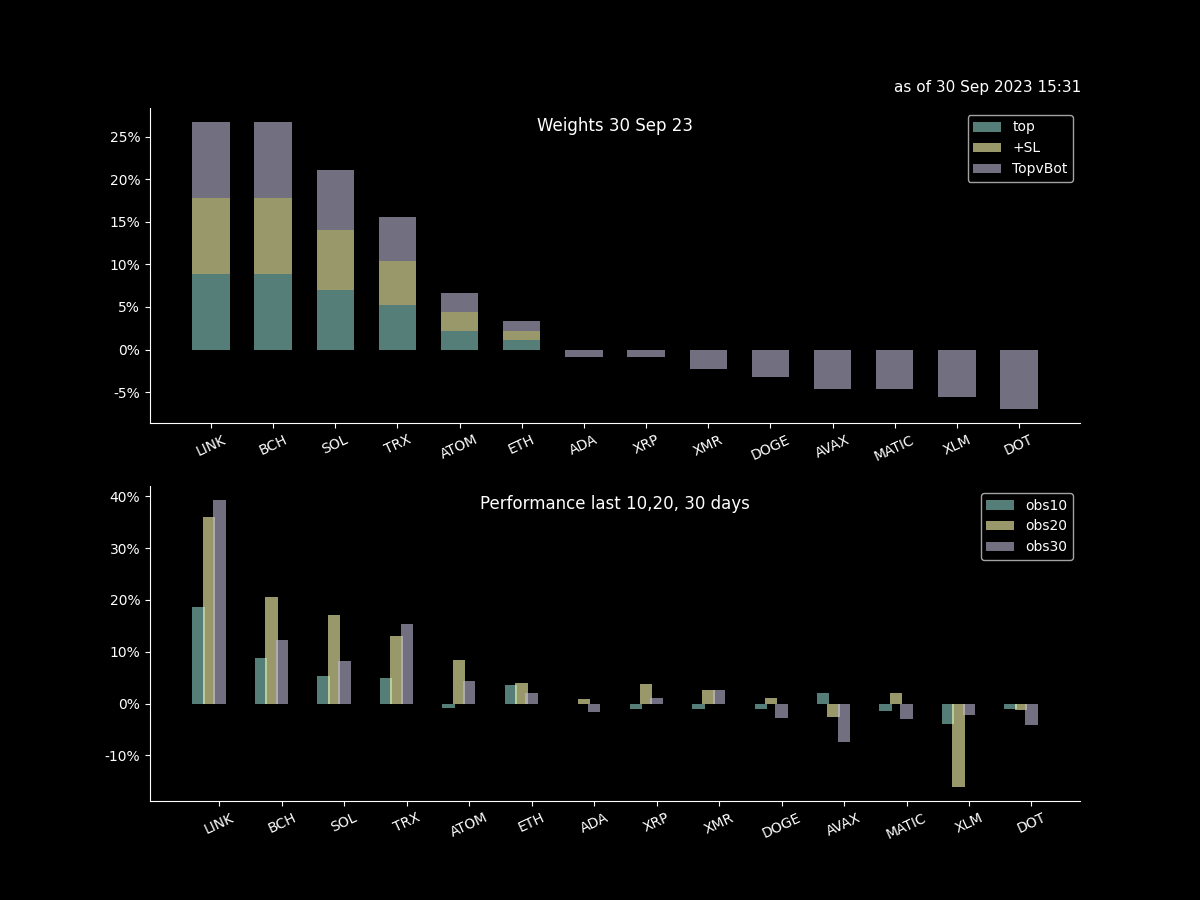 as of 30 Sep 2023 15:31
Weights 30 Sep 23
top
+SL
TopvBot
25%
20%
15%
10%
5%
0%
-5%
LINK BCH SOL TRX ATOM ETH ADA XRP XMR DOGE AVAX MATIC XLM DOT
Performance last 10,20, 30 days
obs10
obs20
obs30
40%
30%
20%
10%
0%
-10%
LINK BCH SOL TRX ATOM ETH ADA XRP XMR DOGE AVAX MATIC XLM DOT